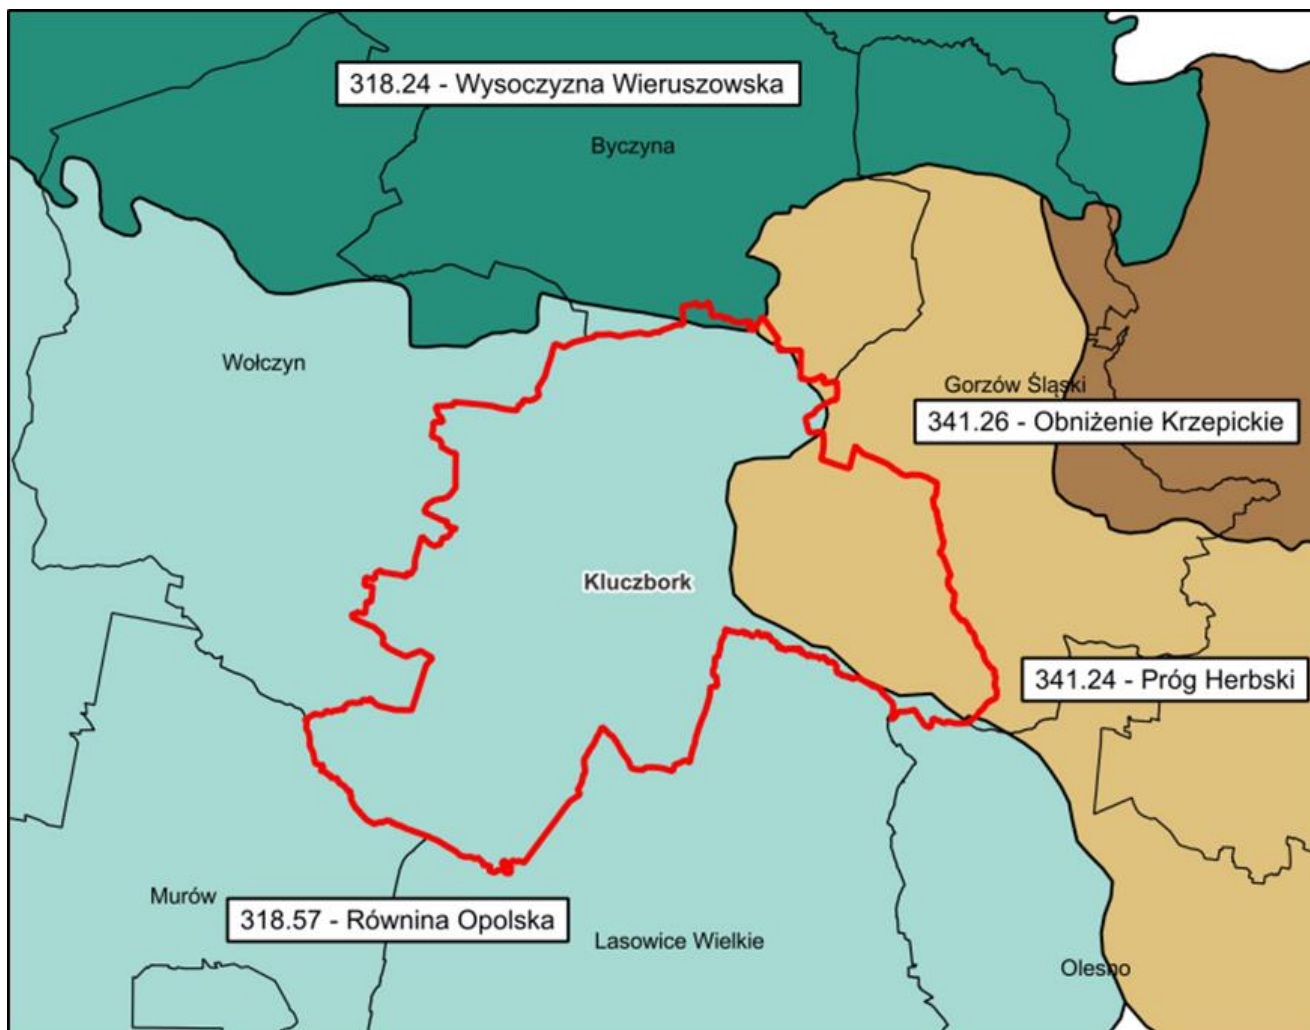 318.24 - Wysoczyzna Wieruszowska
Byczyna
Wołczyn
Gorzów Śląski
341.26 - Obniżenie Krzepickie
Kluczbork
341.24 - Próg Herbski
Murów
318.57 - Równina Opolska
Lasowice Wielkie
Olesno